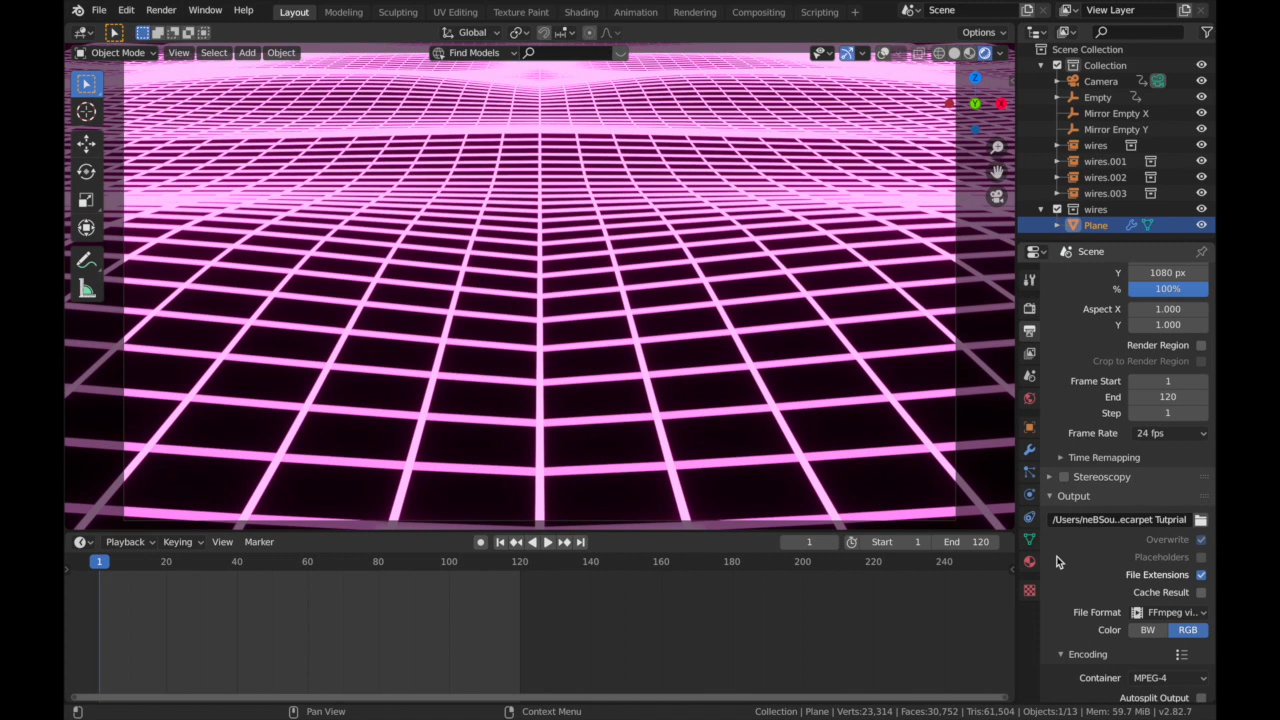 File Edit Render Window Help Layout Modeling Sculpting UV Editing Texture Paint Shading Animation Rendering Compositing Scripting + Scene View Layer
Global Options
Object Mode View Select Add Object Find Models
Scene Collection
Collection
Camera
Empty
Mirror Empty X
Mirror Empty Y
wires
wires.001
wires.002
wires.003
wires
Plane
Z
Y
X
Scene
Y 1080 px
% 100%
Aspect X 1.000
Y 1.000
Render Region
Crop to Render Region
Frame Start 1
End 120
Step 1
Frame Rate 24 fps
Time Remapping
Stereoscopy
Output
/Users/neBSou..ecarpet Tutprial
Overwrite
Placeholders
File Extensions
Cache Result
File Format FFmpeg vi..
Color BW RGB
Encoding
Container MPEG-4
Autosplit Output
Playback Keying View Marker 1 Start 1 End 120
1 20 40 60 80 100 120 140 160 180 200 220 240
Pan View Context Menu Collection | Plane | Verts:23,314 | Faces:30,752 | Tris:61,504 | Objects:1/13 | Mem: 59.7 MiB | v2.82.7